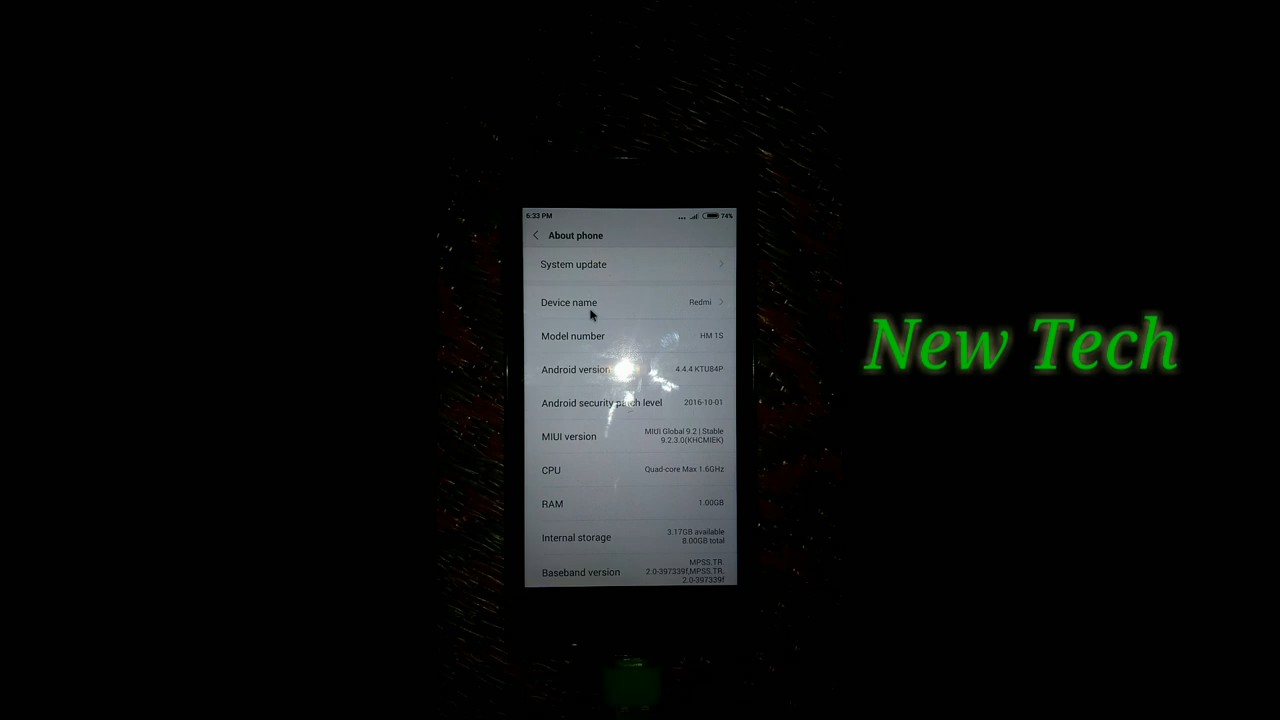 6:33 PM ... 74%
About phone
System update
Device name Redmi
Model number HM 1S
Android version 4.4.4 KTU84P
Android security patch level 2016-10-01
MIUI version MIUI Global 9.2 | Stable
9.2.3.0(KHCMIEK)
CPU Quad-core Max 1.6GHz
RAM 1.00GB
Internal storage 3.17GB available
8.00GB total
Baseband version MPSS.TR.
2.0-397339f,MPSS.TR.
2.0-397339f
New Tech